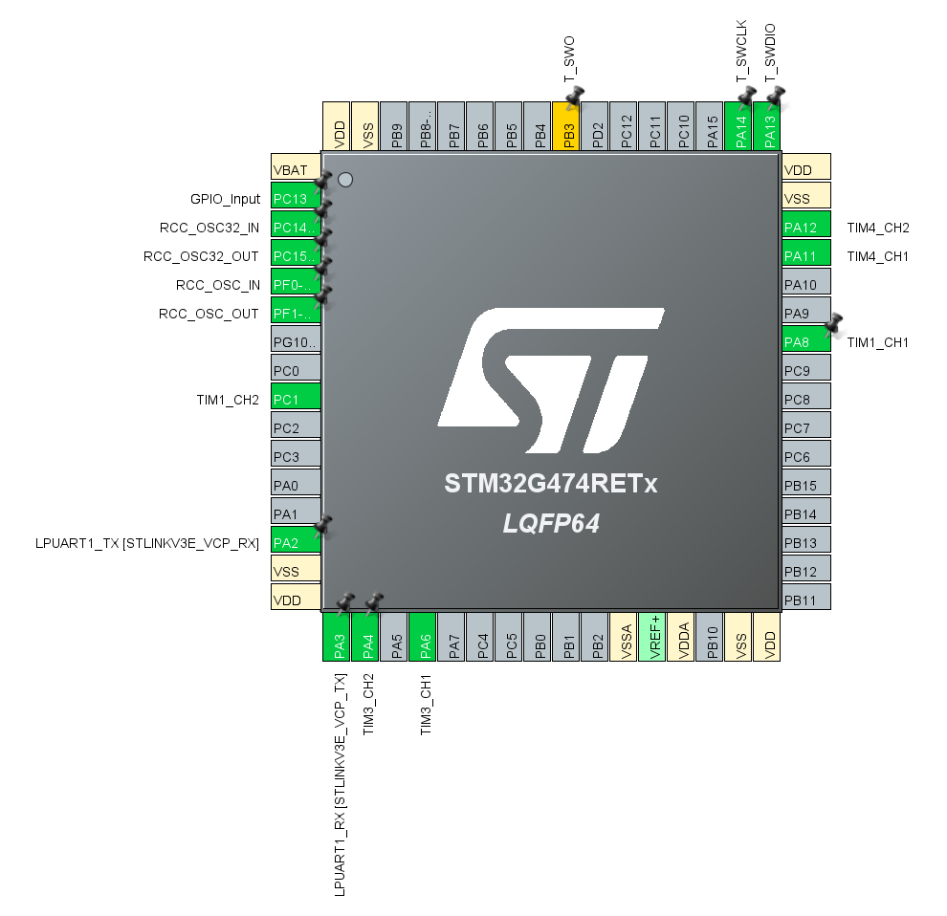 T_SWO
T_SWCLK
T_SWDIO
VDD
VSS
PB9
PB8-..
PB7
PB6
PB5
PB4
PB3
PD2
PC12
PC11
PC10
PA15
PA14
PA13
VBAT
GPIO_Input PC13
RCC_OSC32_IN PC14..
RCC_OSC32_OUT PC15..
RCC_OSC_IN PF0-..
RCC_OSC_OUT PF1-..
PG10..
PC0
TIM1_CH2 PC1
PC2
PC3
PA0
PA1
LPUART1_TX [STLINKV3E_VCP_RX] PA2
VSS
VDD
ST
STM32G474RETx
LQFP64
VDD
VSS
PA12 TIM4_CH2
PA11 TIM4_CH1
PA10
PA9
PA8 TIM1_CH1
PC9
PC8
PC7
PC6
PB15
PB14
PB13
PB12
PB11
PA3
PA4
PA5
PA6
PA7
PC4
PC5
PB0
PB1
PB2
VSSA
VREF+
VDDA
PB10
VSS
VDD
LPUART1_RX [STLINKV3E_VCP_TX]
TIM3_CH2
TIM3_CH1